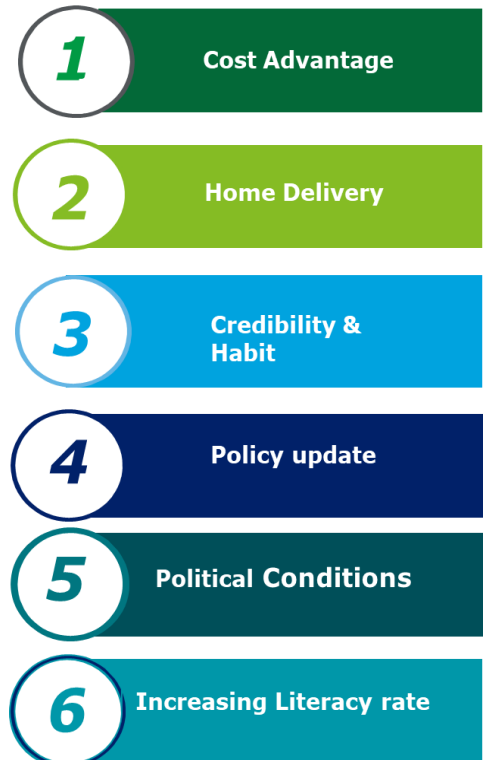 1
Cost Advantage
2
Home Delivery
3
Credibility &
Habit
4
Policy update
5
Political Conditions
6
Increasing Literacy rate